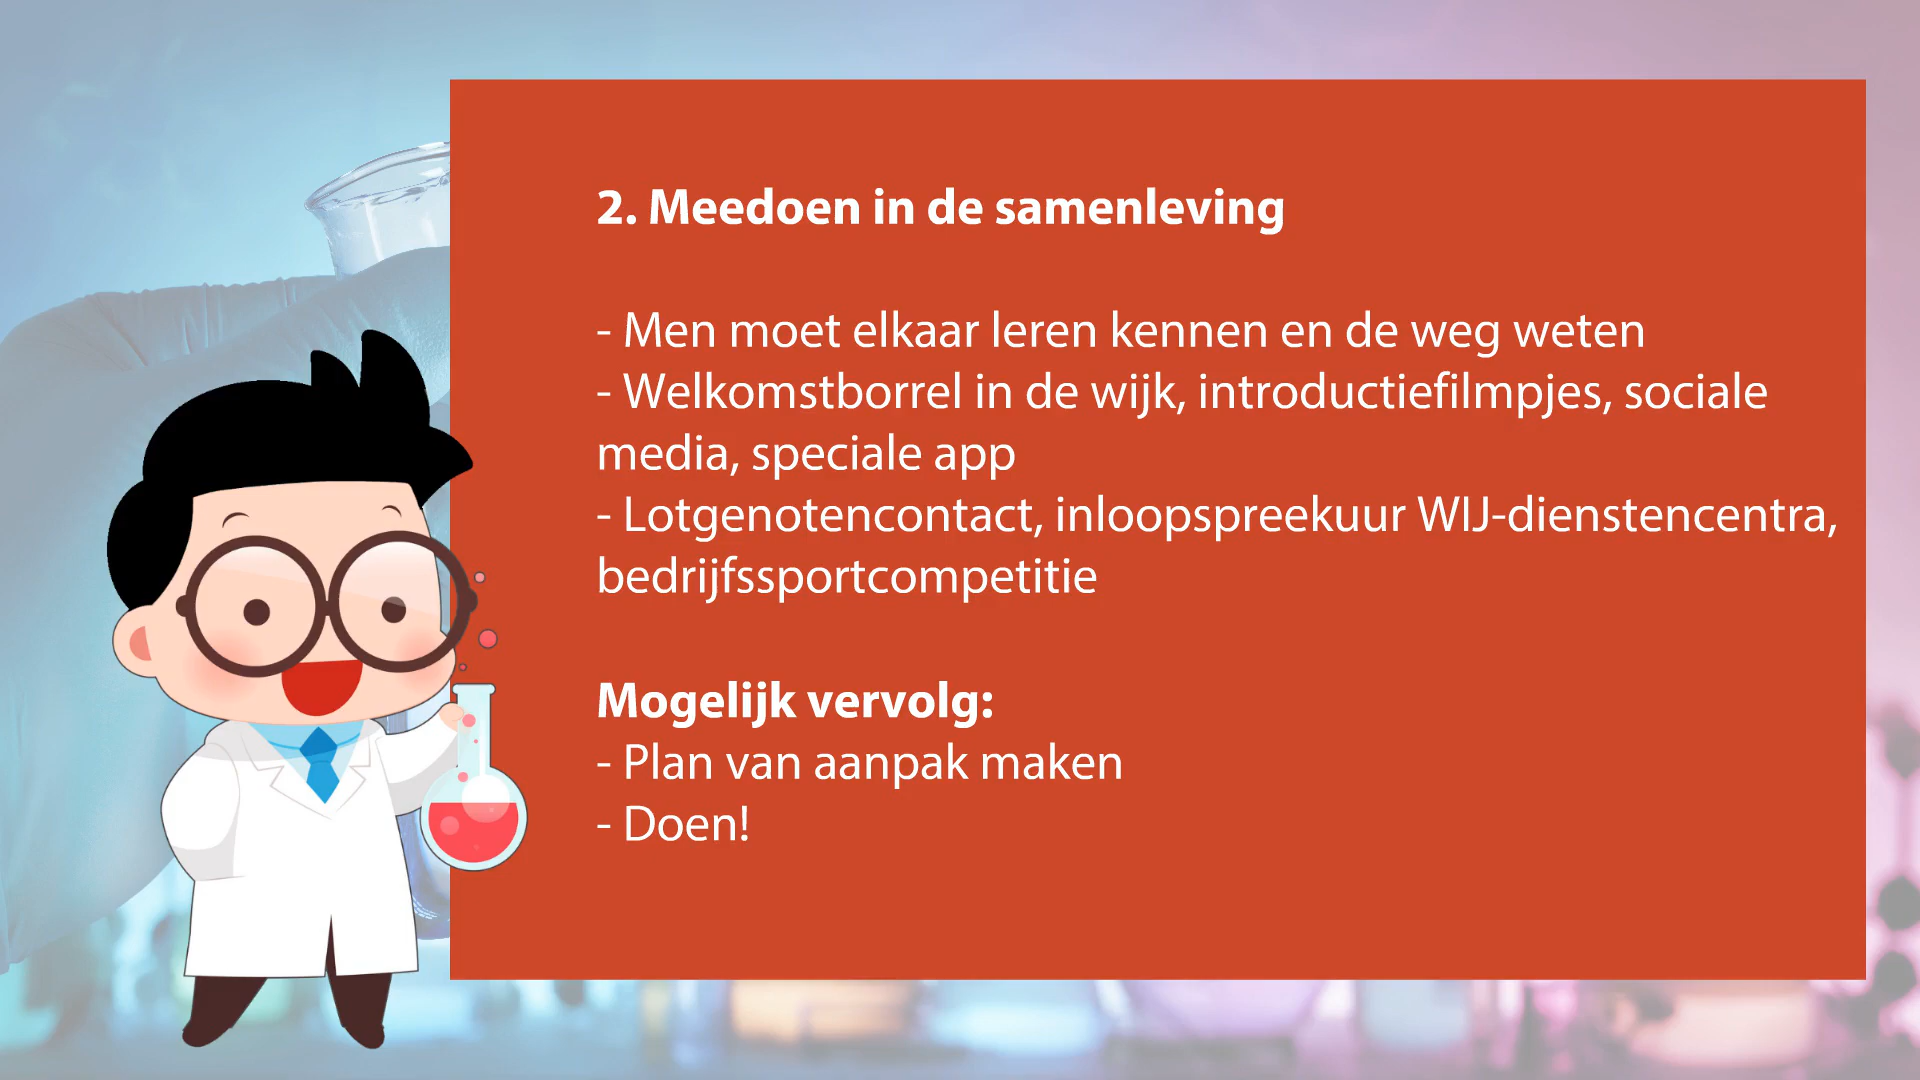 2. Meedoen in de samenleving
- Men moet elkaar leren kennen en de weg weten
- Welkomstborrel in de wijk, introductiefilmpjes, sociale
media, speciale app
- Lotgenotencontact, inloopspreekuur WIJ-dienstencentra,
bedrijfssportcompetitie
Mogelijk vervolg:
- Plan van aanpak maken
- Doen!